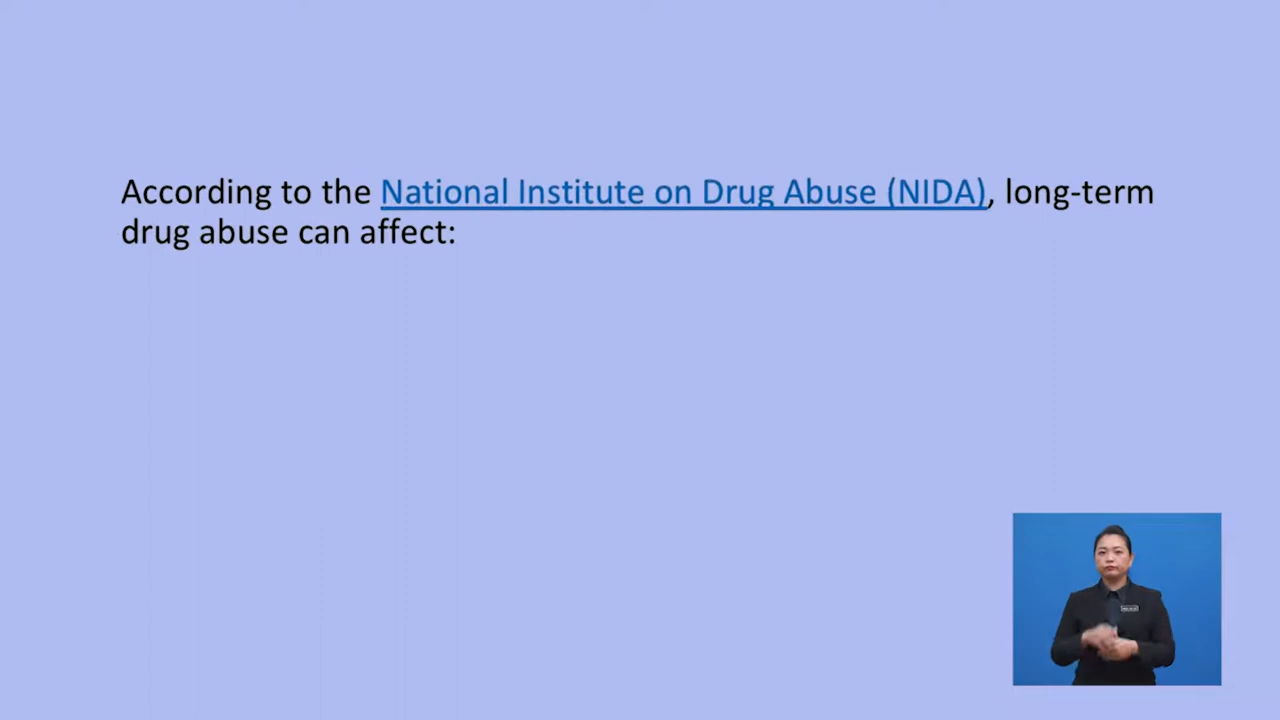 According to the National Institute on Drug Abuse (NIDA), long-term
drug abuse can affect: